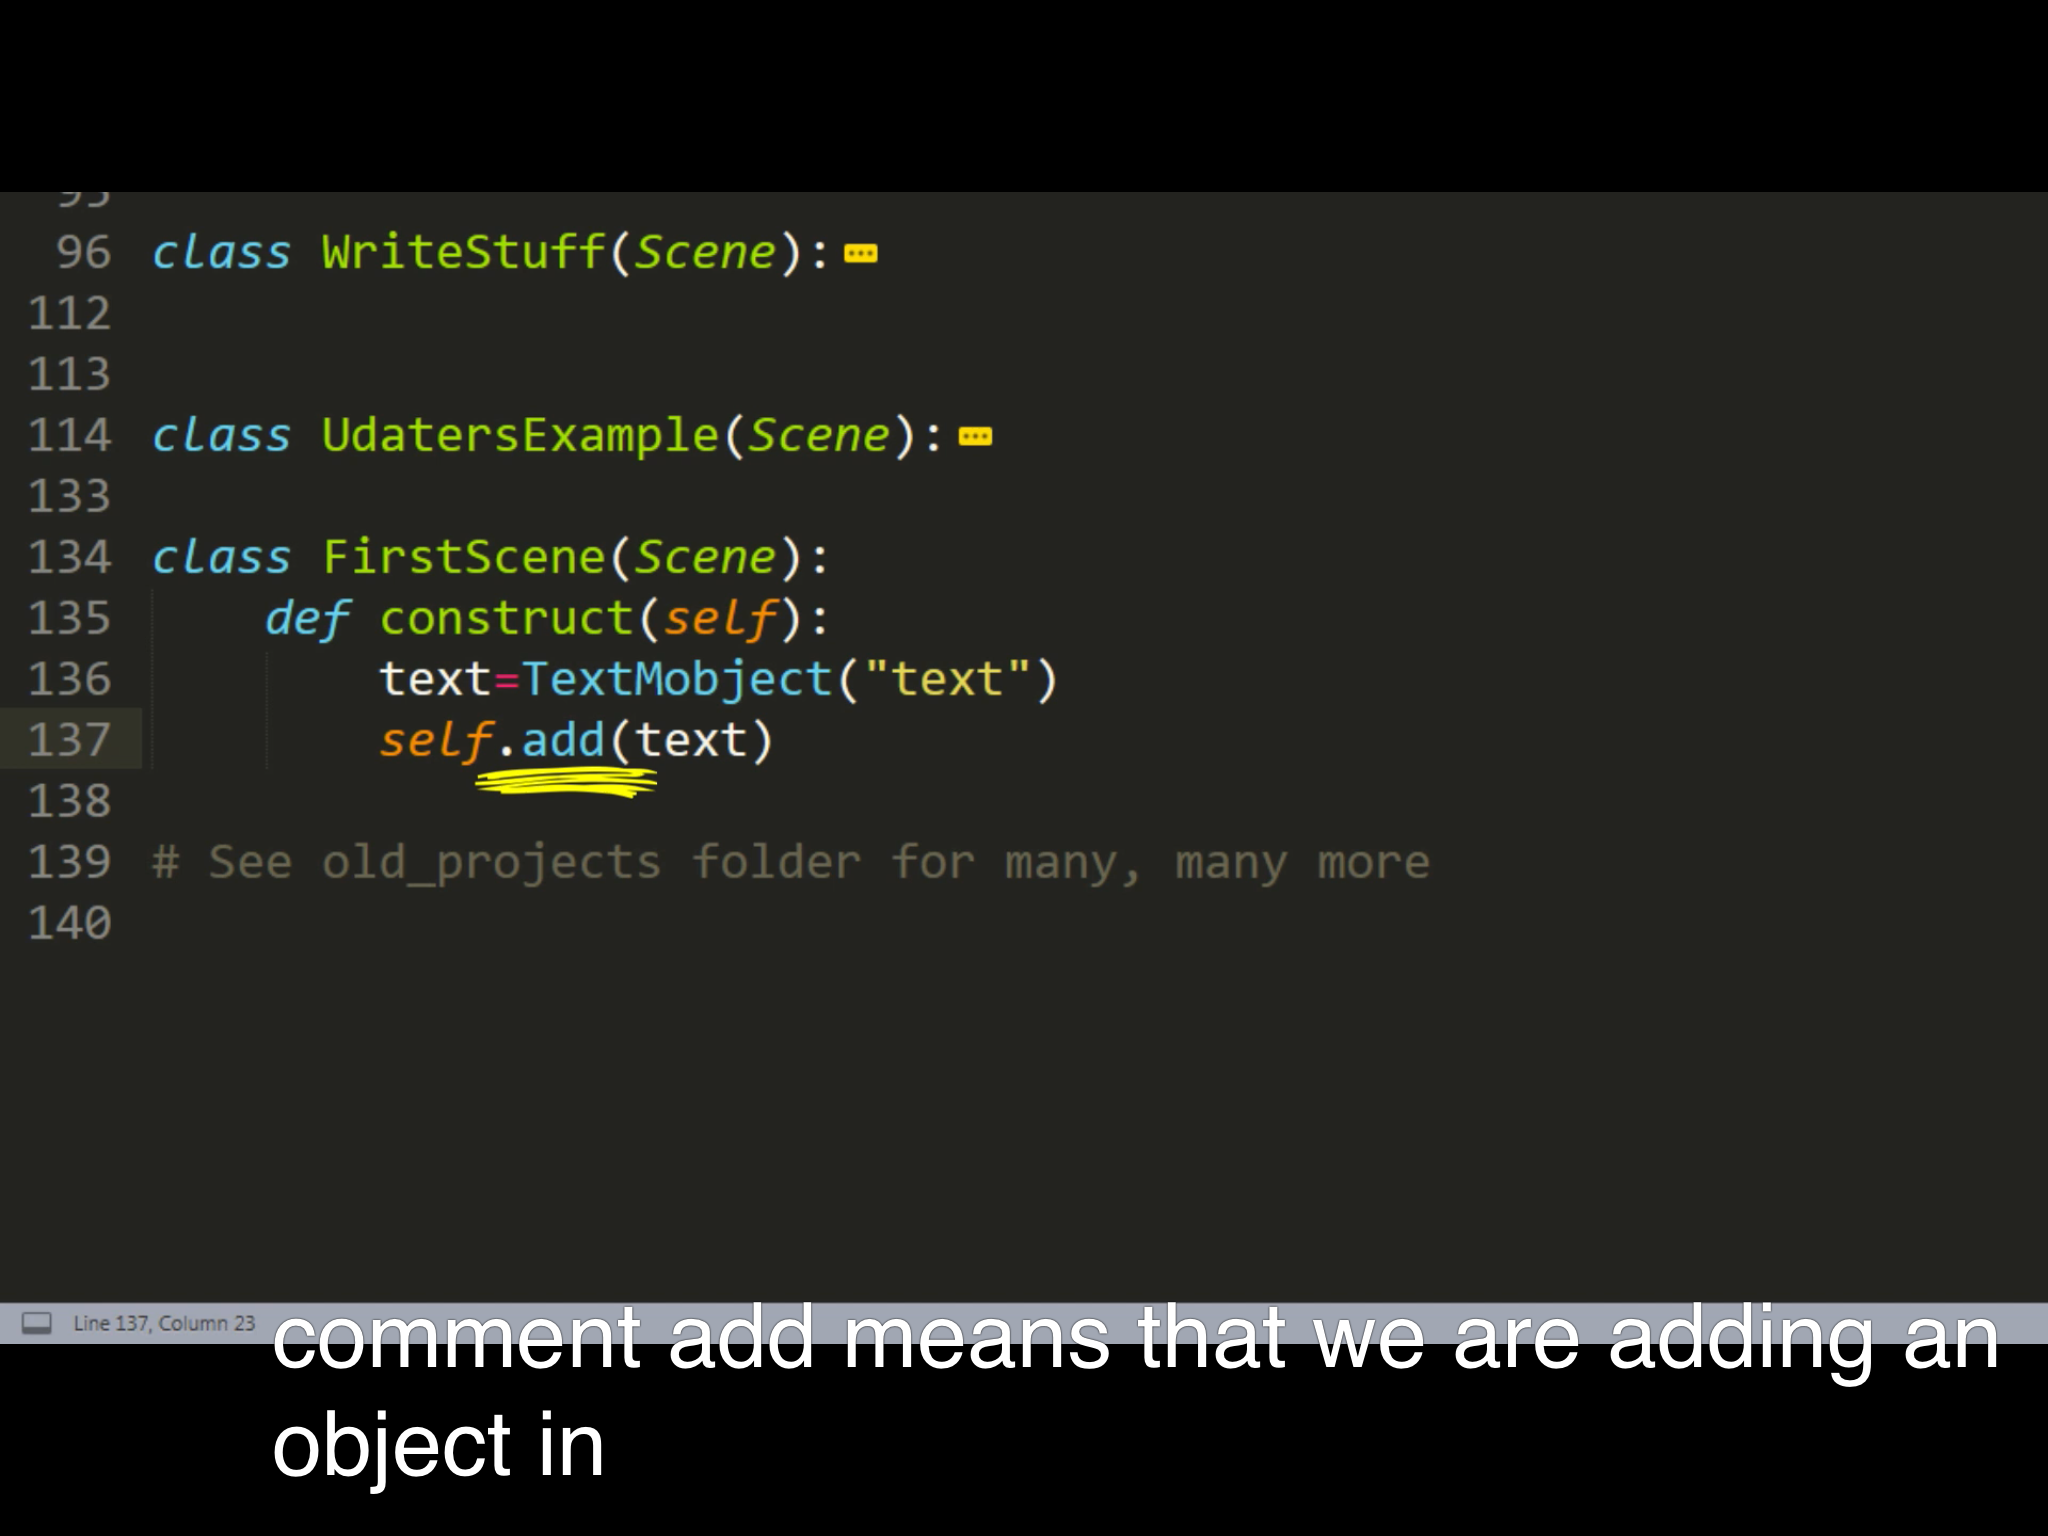 95
96 class WriteStuff(Scene):
112
113
114 class UdatersExample(Scene):
133
134 class FirstScene(Scene):
135 def construct(self):
136 text=TextMobject("text")
137 self.add(text)
138
139 # See old_projects folder for many, many more
140
Line 137, Column 23
comment add means that we are adding an
object in